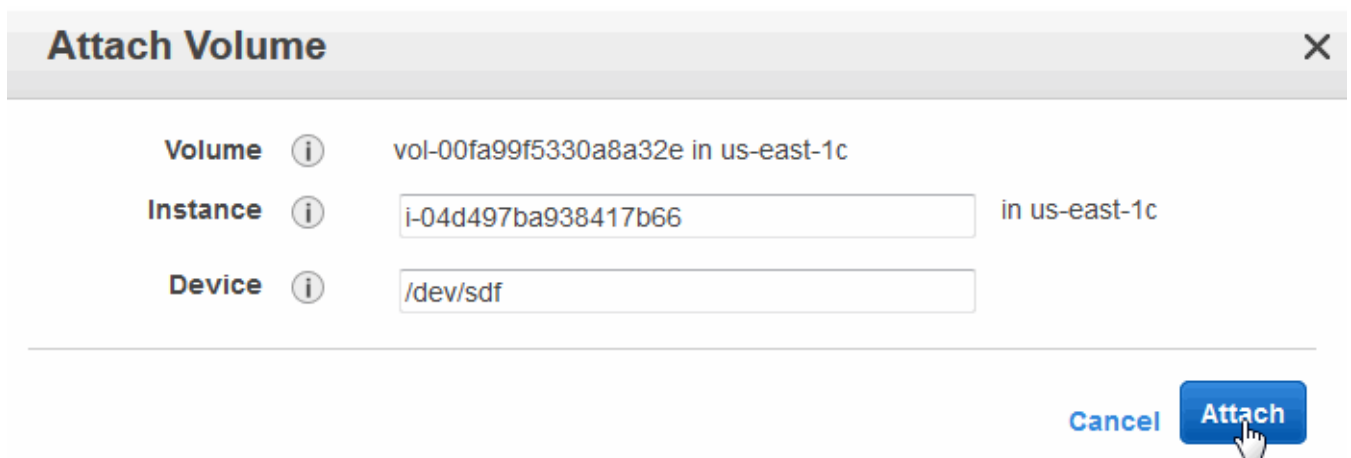 Attach Volume
Volume i vol-00fa99f5330a8a32e in us-east-1c
Instance i i-04d497ba938417b66 in us-east-1c
Device i /dev/sdf
Cancel Attach